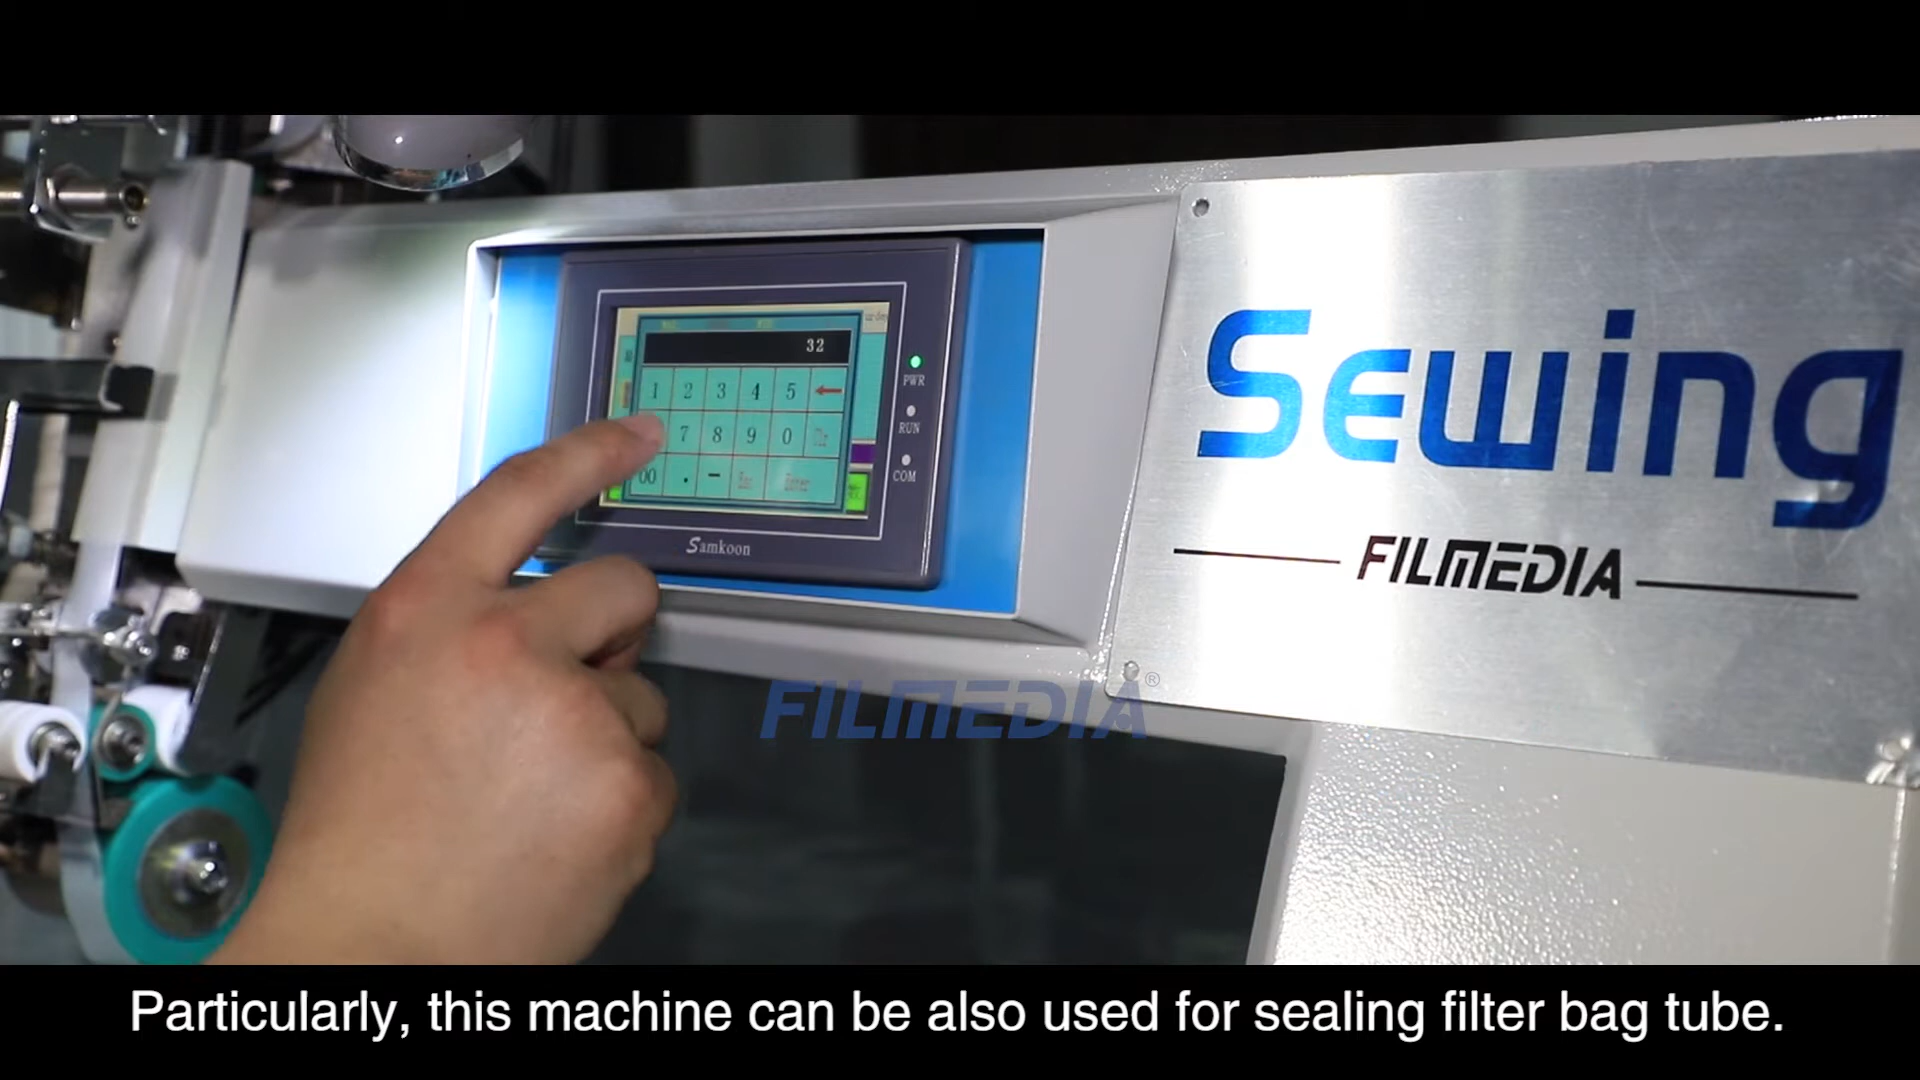 32
1 2 3 4 5
7 8 9 0
00 . -
PWR
RUN
COM
Samkoon
Sewing
FILMEDIA
FILMEDIA®
Particularly, this machine can be also used for sealing filter bag tube.